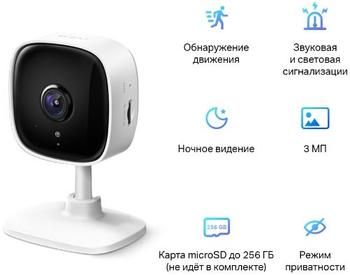 Обнаружение
движения
Звуковая
и световая
сигнализации
Ночное видение
3 МП
256 GB
Карта microSD до 256 ГБ
(не идёт в комплекте)
Режим
приватности